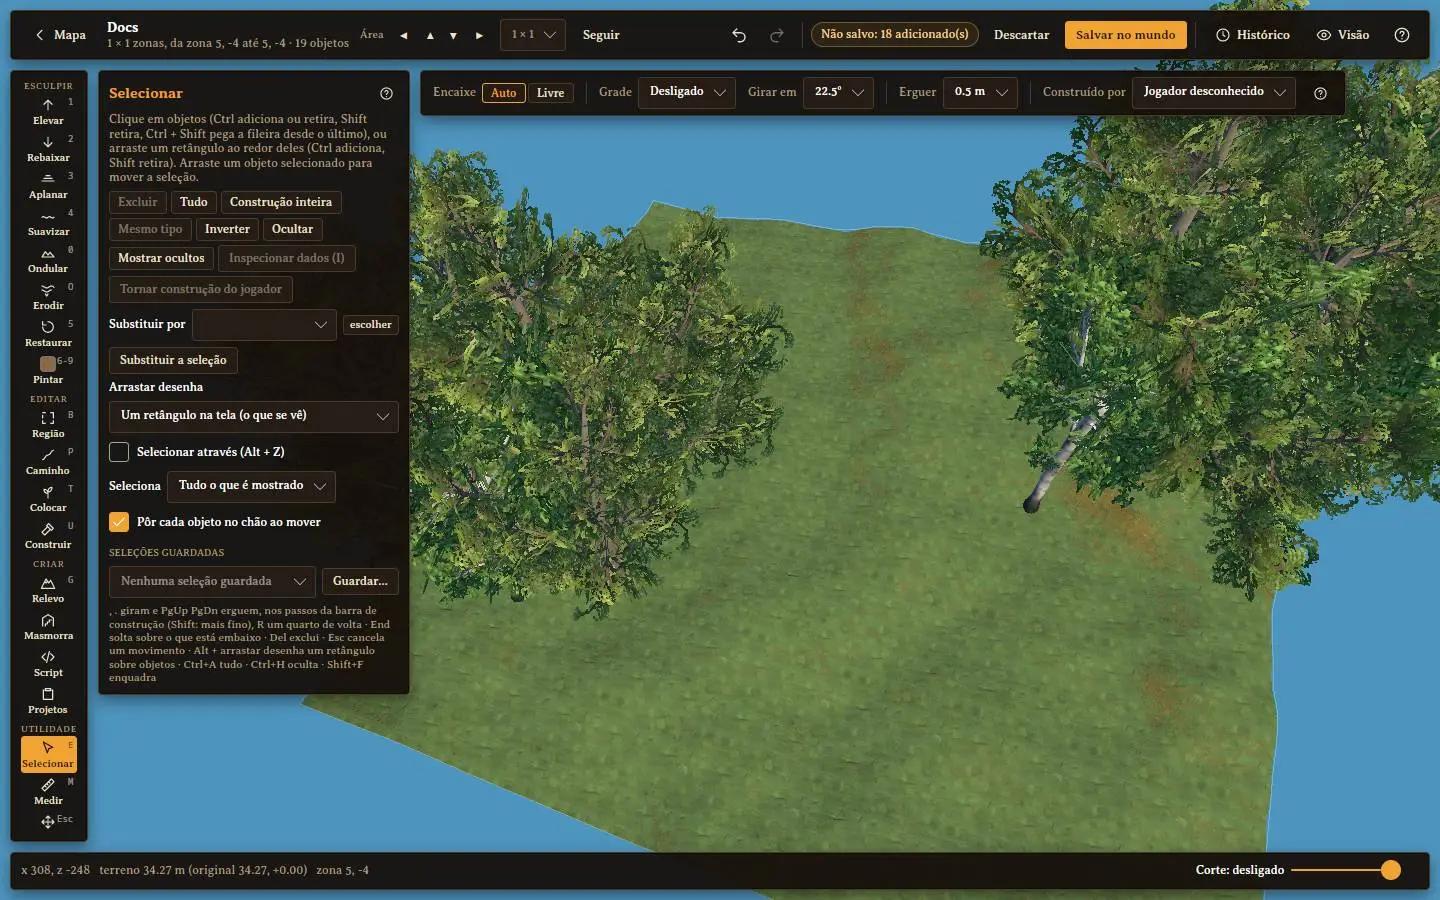 Mapa
Docs
1 × 1 zonas, da zona 5, -4 até 5, -4 · 19 objetos
Área
1 × 1
Seguir
Não salvo: 18 adicionado(s)
Descartar
Salvar no mundo
Histórico
Visão
ESCULPIR
1
Elevar
2
Rebaixar
3
Aplanar
4
Suavizar
0
Ondular
O
Erodir
5
Restaurar
6-9
Pintar
EDITAR
B
Região
P
Caminho
T
Colocar
U
Construir
CRIAR
G
Relevo
Masmorra
Script
Projetos
UTILIDADE
E
Selecionar
M
Medir
Esc
Selecionar
Clique em objetos (Ctrl adiciona ou retira, Shift
retira, Ctrl + Shift pega a fileira desde o último), ou
arraste um retângulo ao redor deles (Ctrl adiciona,
Shift retira). Arraste um objeto selecionado para
mover a seleção.
Excluir
Tudo
Construção inteira
Mesmo tipo
Inverter
Ocultar
Mostrar ocultos
Inspecionar dados (I)
Tornar construção do jogador
Substituir por
escolher
Substituir a seleção
Arrastar desenha
Um retângulo na tela (o que se vê)
Selecionar através (Alt + Z)
Seleciona
Tudo o que é mostrado
Pôr cada objeto no chão ao mover
SELEÇÕES GUARDADAS
Nenhuma seleção guardada
Guardar...
, . giram e PgUp PgDn erguem, nos passos da barra de
construção (Shift: mais fino), R um quarto de volta · End
solta sobre o que está embaixo · Del exclui · Esc cancela
um movimento · Alt + arrastar desenha um retângulo
sobre objetos · Ctrl+A tudo · Ctrl+H oculta · Shift+F
enquadra
Encaixe
Auto
Livre
Grade
Desligado
Girar em
22.5°
Erguer
0.5 m
Construído por
Jogador desconhecido
x 308, z -248 terreno 34.27 m (original 34.27, +0.00) zona 5, -4
Corte: desligado